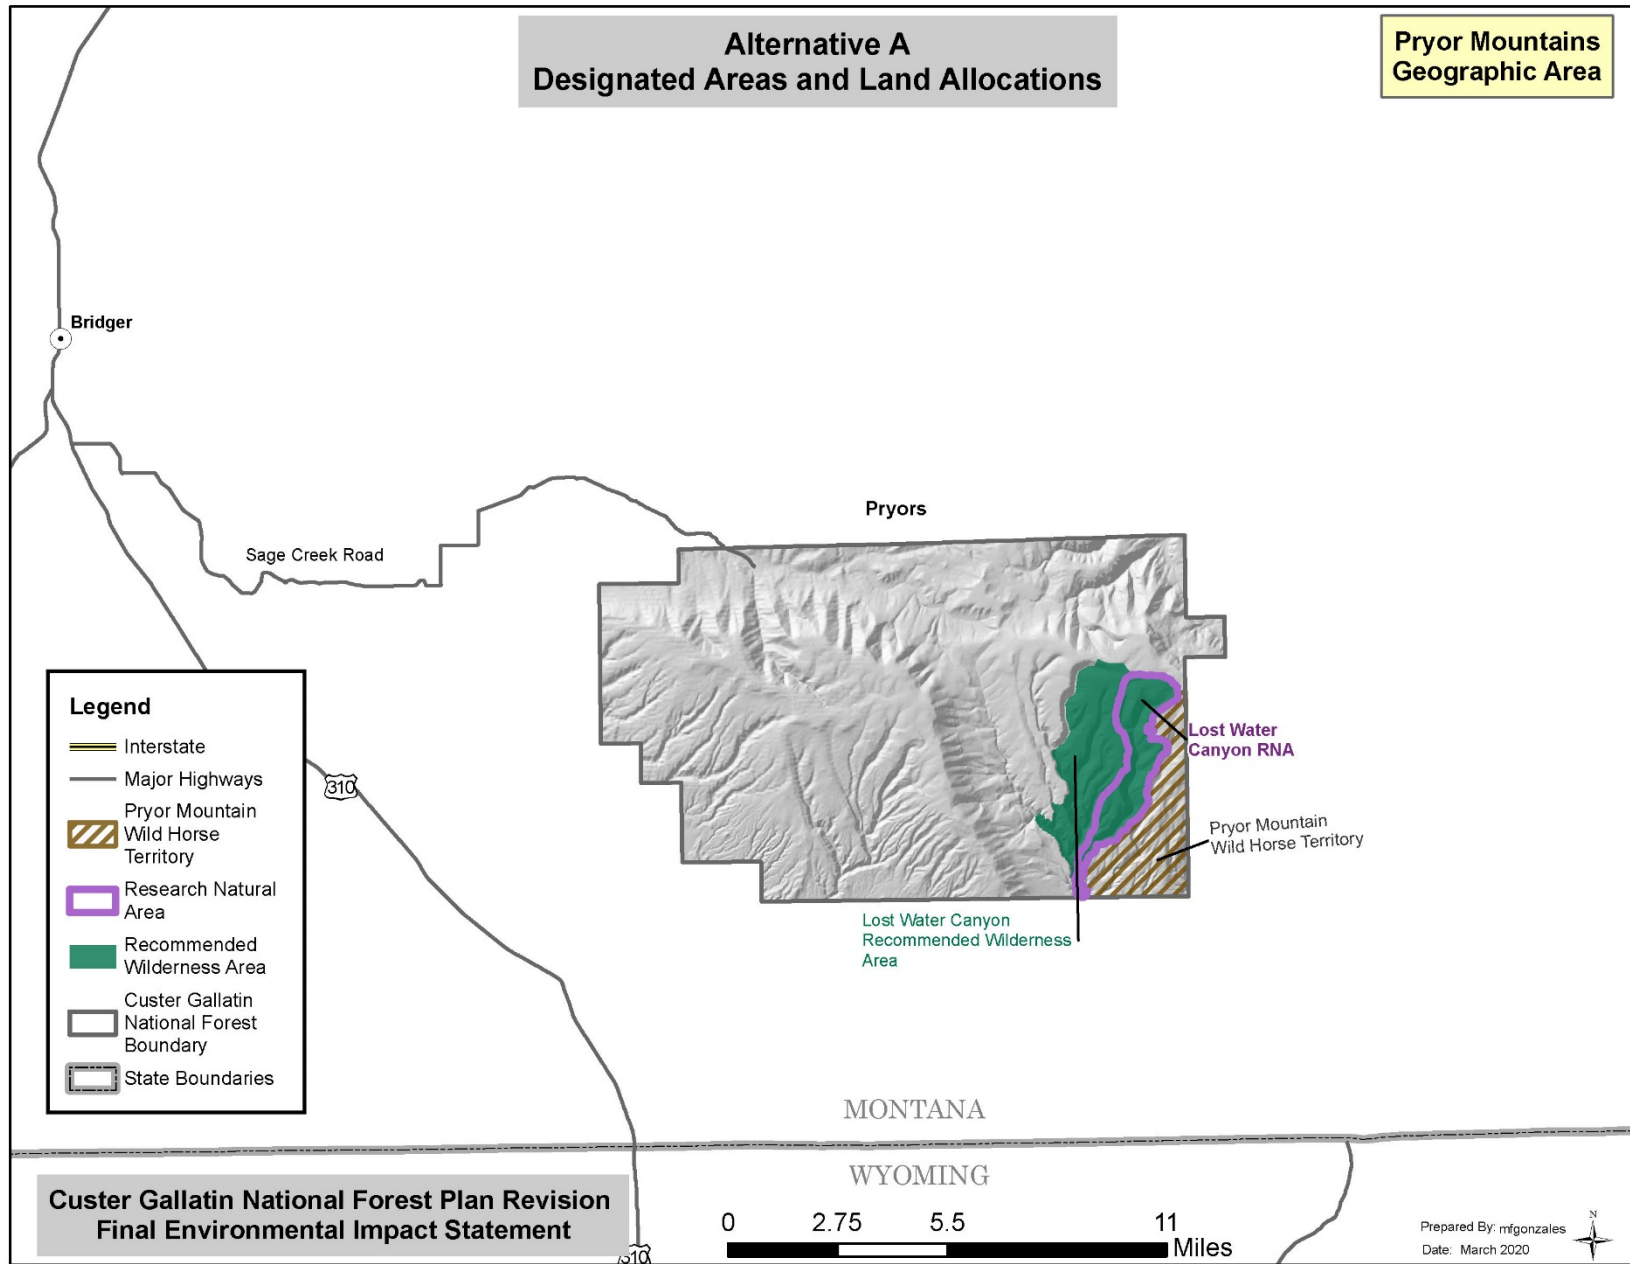 Alternative A
Designated Areas and Land Allocations
Pryor Mountains
Geographic Area
Bridger
Pryors
Sage Creek Road
310
Lost Water
Canyon RNA
Pryor Mountain
Wild Horse Territory
Lost Water Canyon
Recommended Wilderness
Area
Legend
Interstate
Major Highways
Pryor Mountain
Wild Horse
Territory
Research Natural
Area
Recommended
Wilderness Area
Custer Gallatin
National Forest
Boundary
State Boundaries
MONTANA
WYOMING
Custer Gallatin National Forest Plan Revision
Final Environmental Impact Statement
310
0 2.75 5.5 11
Miles
N
Prepared By: mfgonzales
Date: March 2020